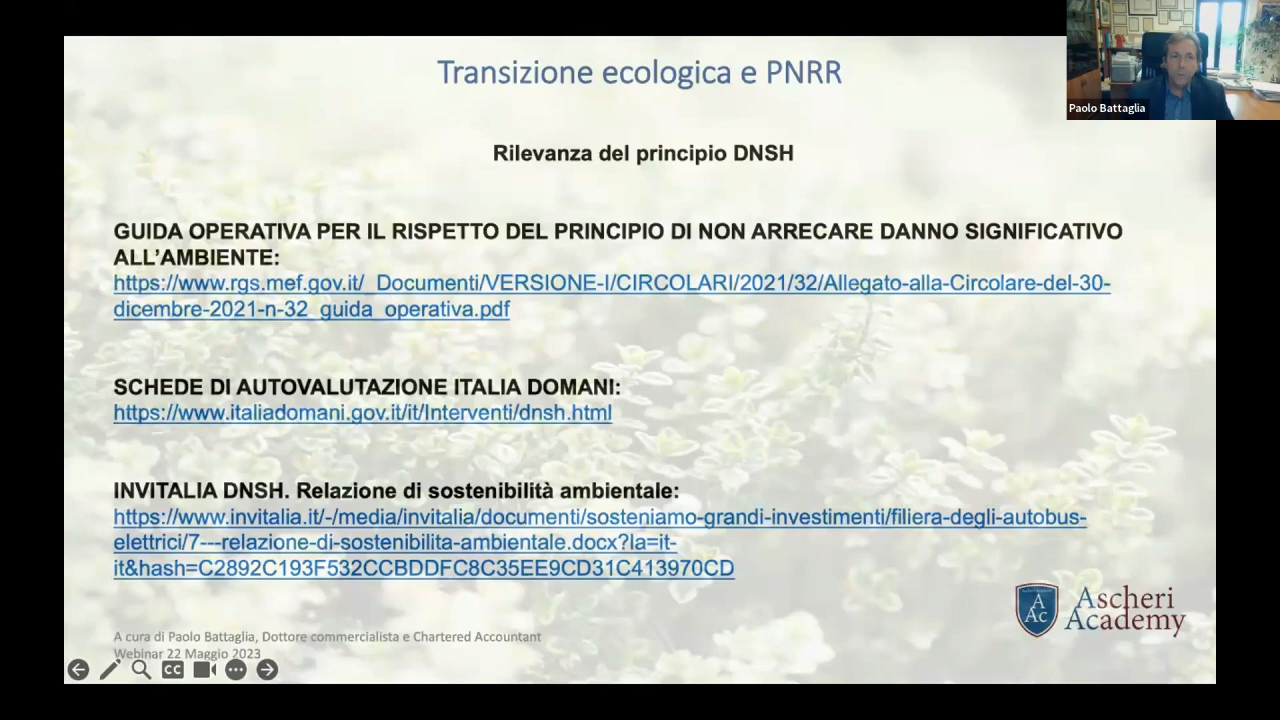 Transizione ecologica e PNRR
Paolo Battaglia
Rilevanza del principio DNSH
GUIDA OPERATIVA PER IL RISPETTO DEL PRINCIPIO DI NON ARRECARE DANNO SIGNIFICATIVO
ALL'AMBIENTE:
https://www.rgs.mef.gov.it/_Documenti/VERSIONE-I/CIRCOLARI/2021/32/Allegato-alla-Circolare-del-30-
dicembre-2021-n-32_guida_operativa.pdf
SCHEDE DI AUTOVALUTAZIONE ITALIA DOMANI:
https://www.italiadomani.gov.it/it/Interventi/dnsh.html
INVITALIA DNSH. Relazione di sostenibilità ambientale:
https://www.invitalia.it/-/media/invitalia/documenti/sosteniamo-grandi-investimenti/filiera-degli-autobus-
elettrici/7---relazione-di-sostenibilita-ambientale.docx?la=it-
it&hash=C2892C193F532CCBDDFC8C35EE9CD31C413970CD
A Ac
Ascheri
Academy
A cura di Paolo Battaglia, Dottore commercialista e Chartered Accountant
Webinar 22 Maggio 2023
CC